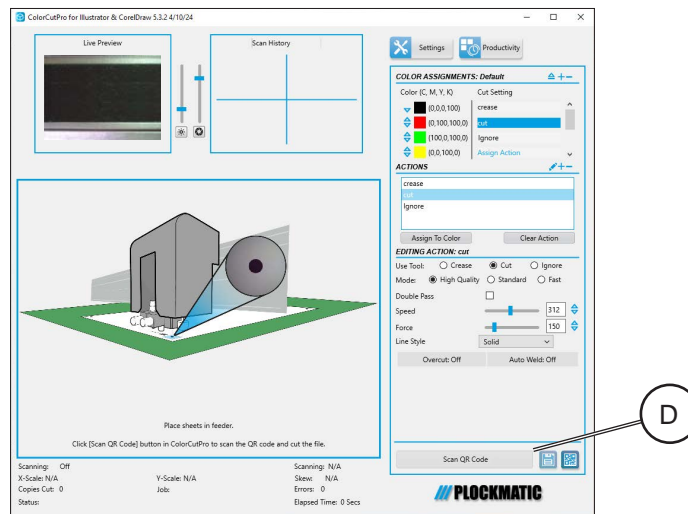 ColorCutPro for Illustrator & CorelDraw 5.3.2 4/10/24
Live Preview
Scan History
Settings
Productivity
COLOR ASSIGNMENTS: Default
Color (C, M, Y, K) Cut Setting
(0,0,0,100) crease
(0,100,100,0) cut
(100,0,100,0) Ignore
(0,0,100,0) Assign Action
ACTIONS
crease
cut
Ignore
Assign To Color Clear Action
EDITING ACTION: cut
Use Tool: Crease Cut Ignore
Mode: High Quality Standard Fast
Double Pass
Speed 312
Force 150
Line Style Solid
Overcut: Off Auto Weld: Off
Place sheets in feeder.
Click [Scan QR Code] button in ColorCutPro to scan the QR code and cut the file.
Scan QR Code
D
Scanning: Off Scanning: N/A
X-Scale: N/A Y-Scale: N/A Skew: N/A
Copies Cut: 0 Job: Errors: 0
Status: Elapsed Time: 0 Secs
PLOCKMATIC